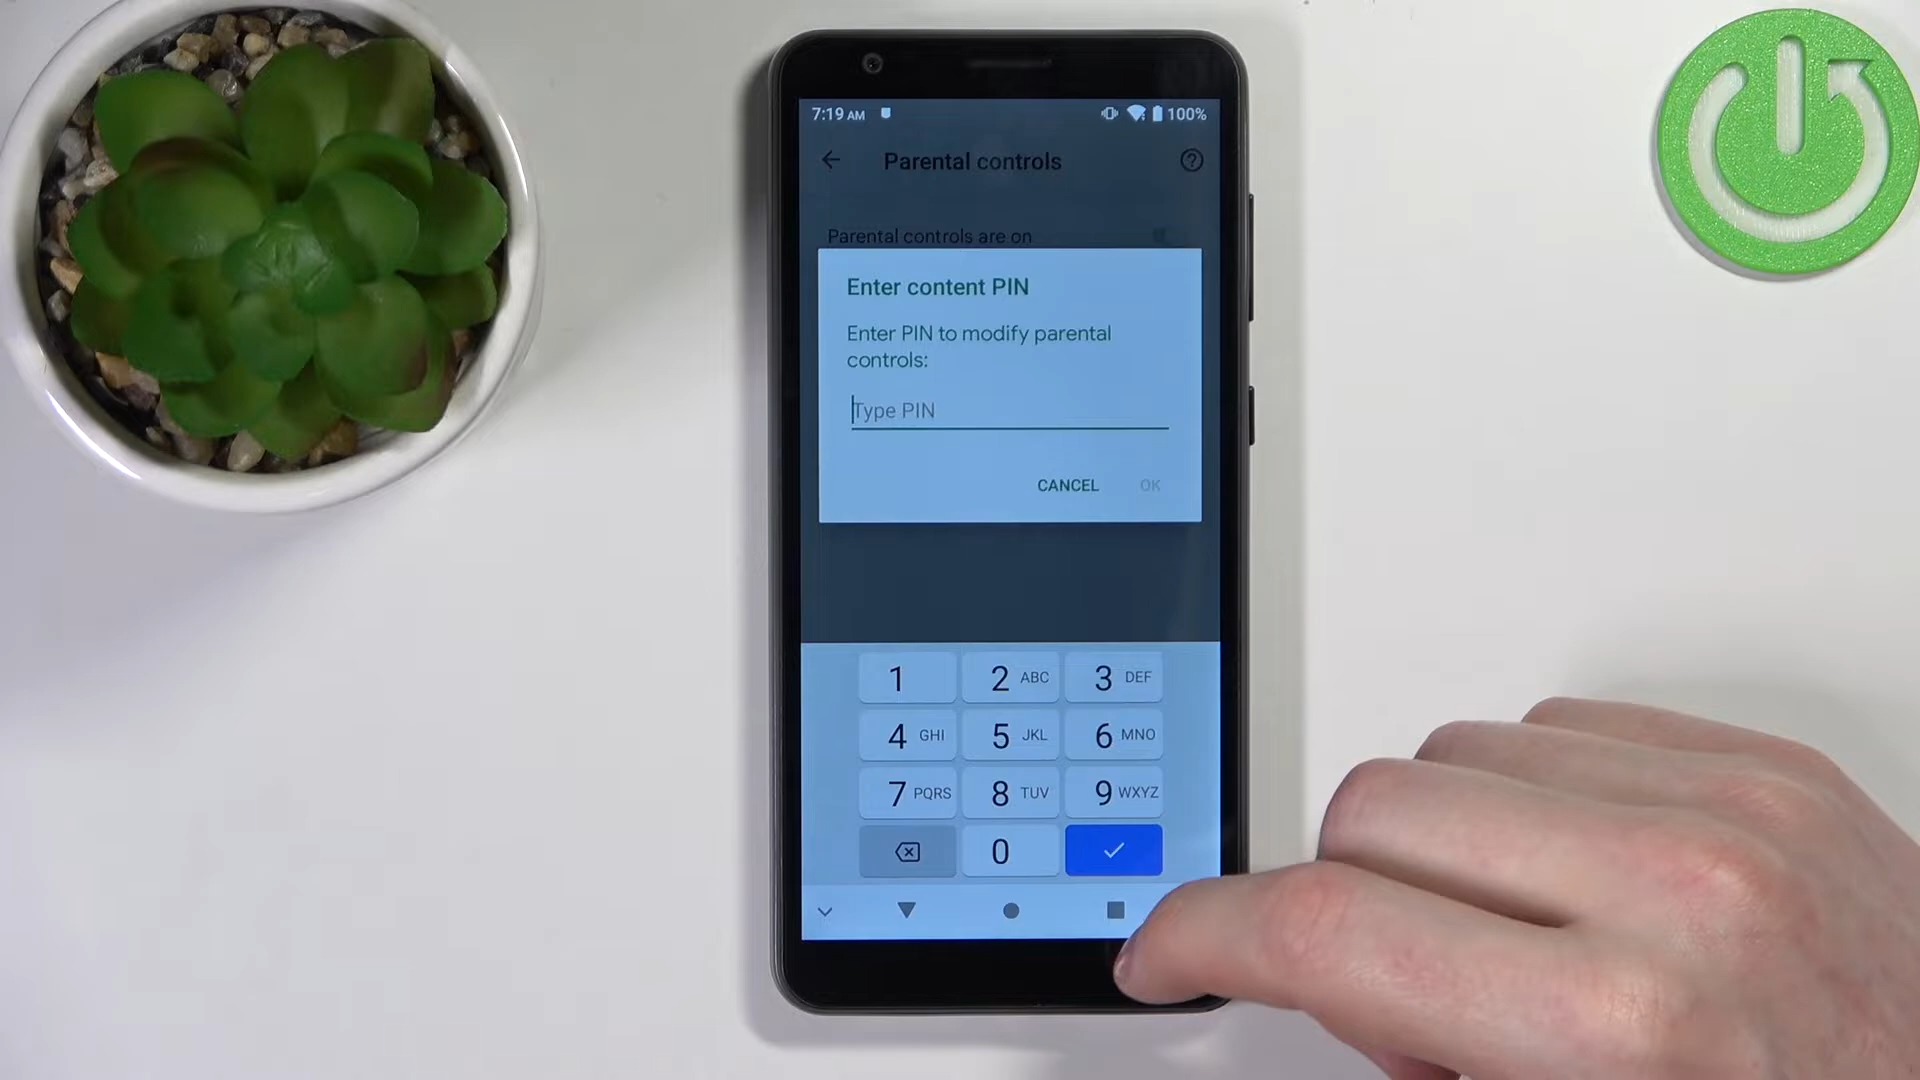 7:19 AM 100%
Parental controls
Parental controls are on
Enter content PIN
Enter PIN to modify parental
controls:
Type PIN
CANCEL OK
1 2 ABC 3 DEF
4 GHI 5 JKL 6 MNO
7 PQRS 8 TUV 9 WXYZ
0